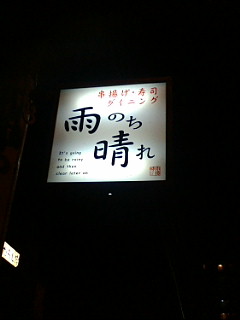 串揚げ・寿司
ダイニング
雨のち
晴れ
It's going
to be rainy
and then
clear later on